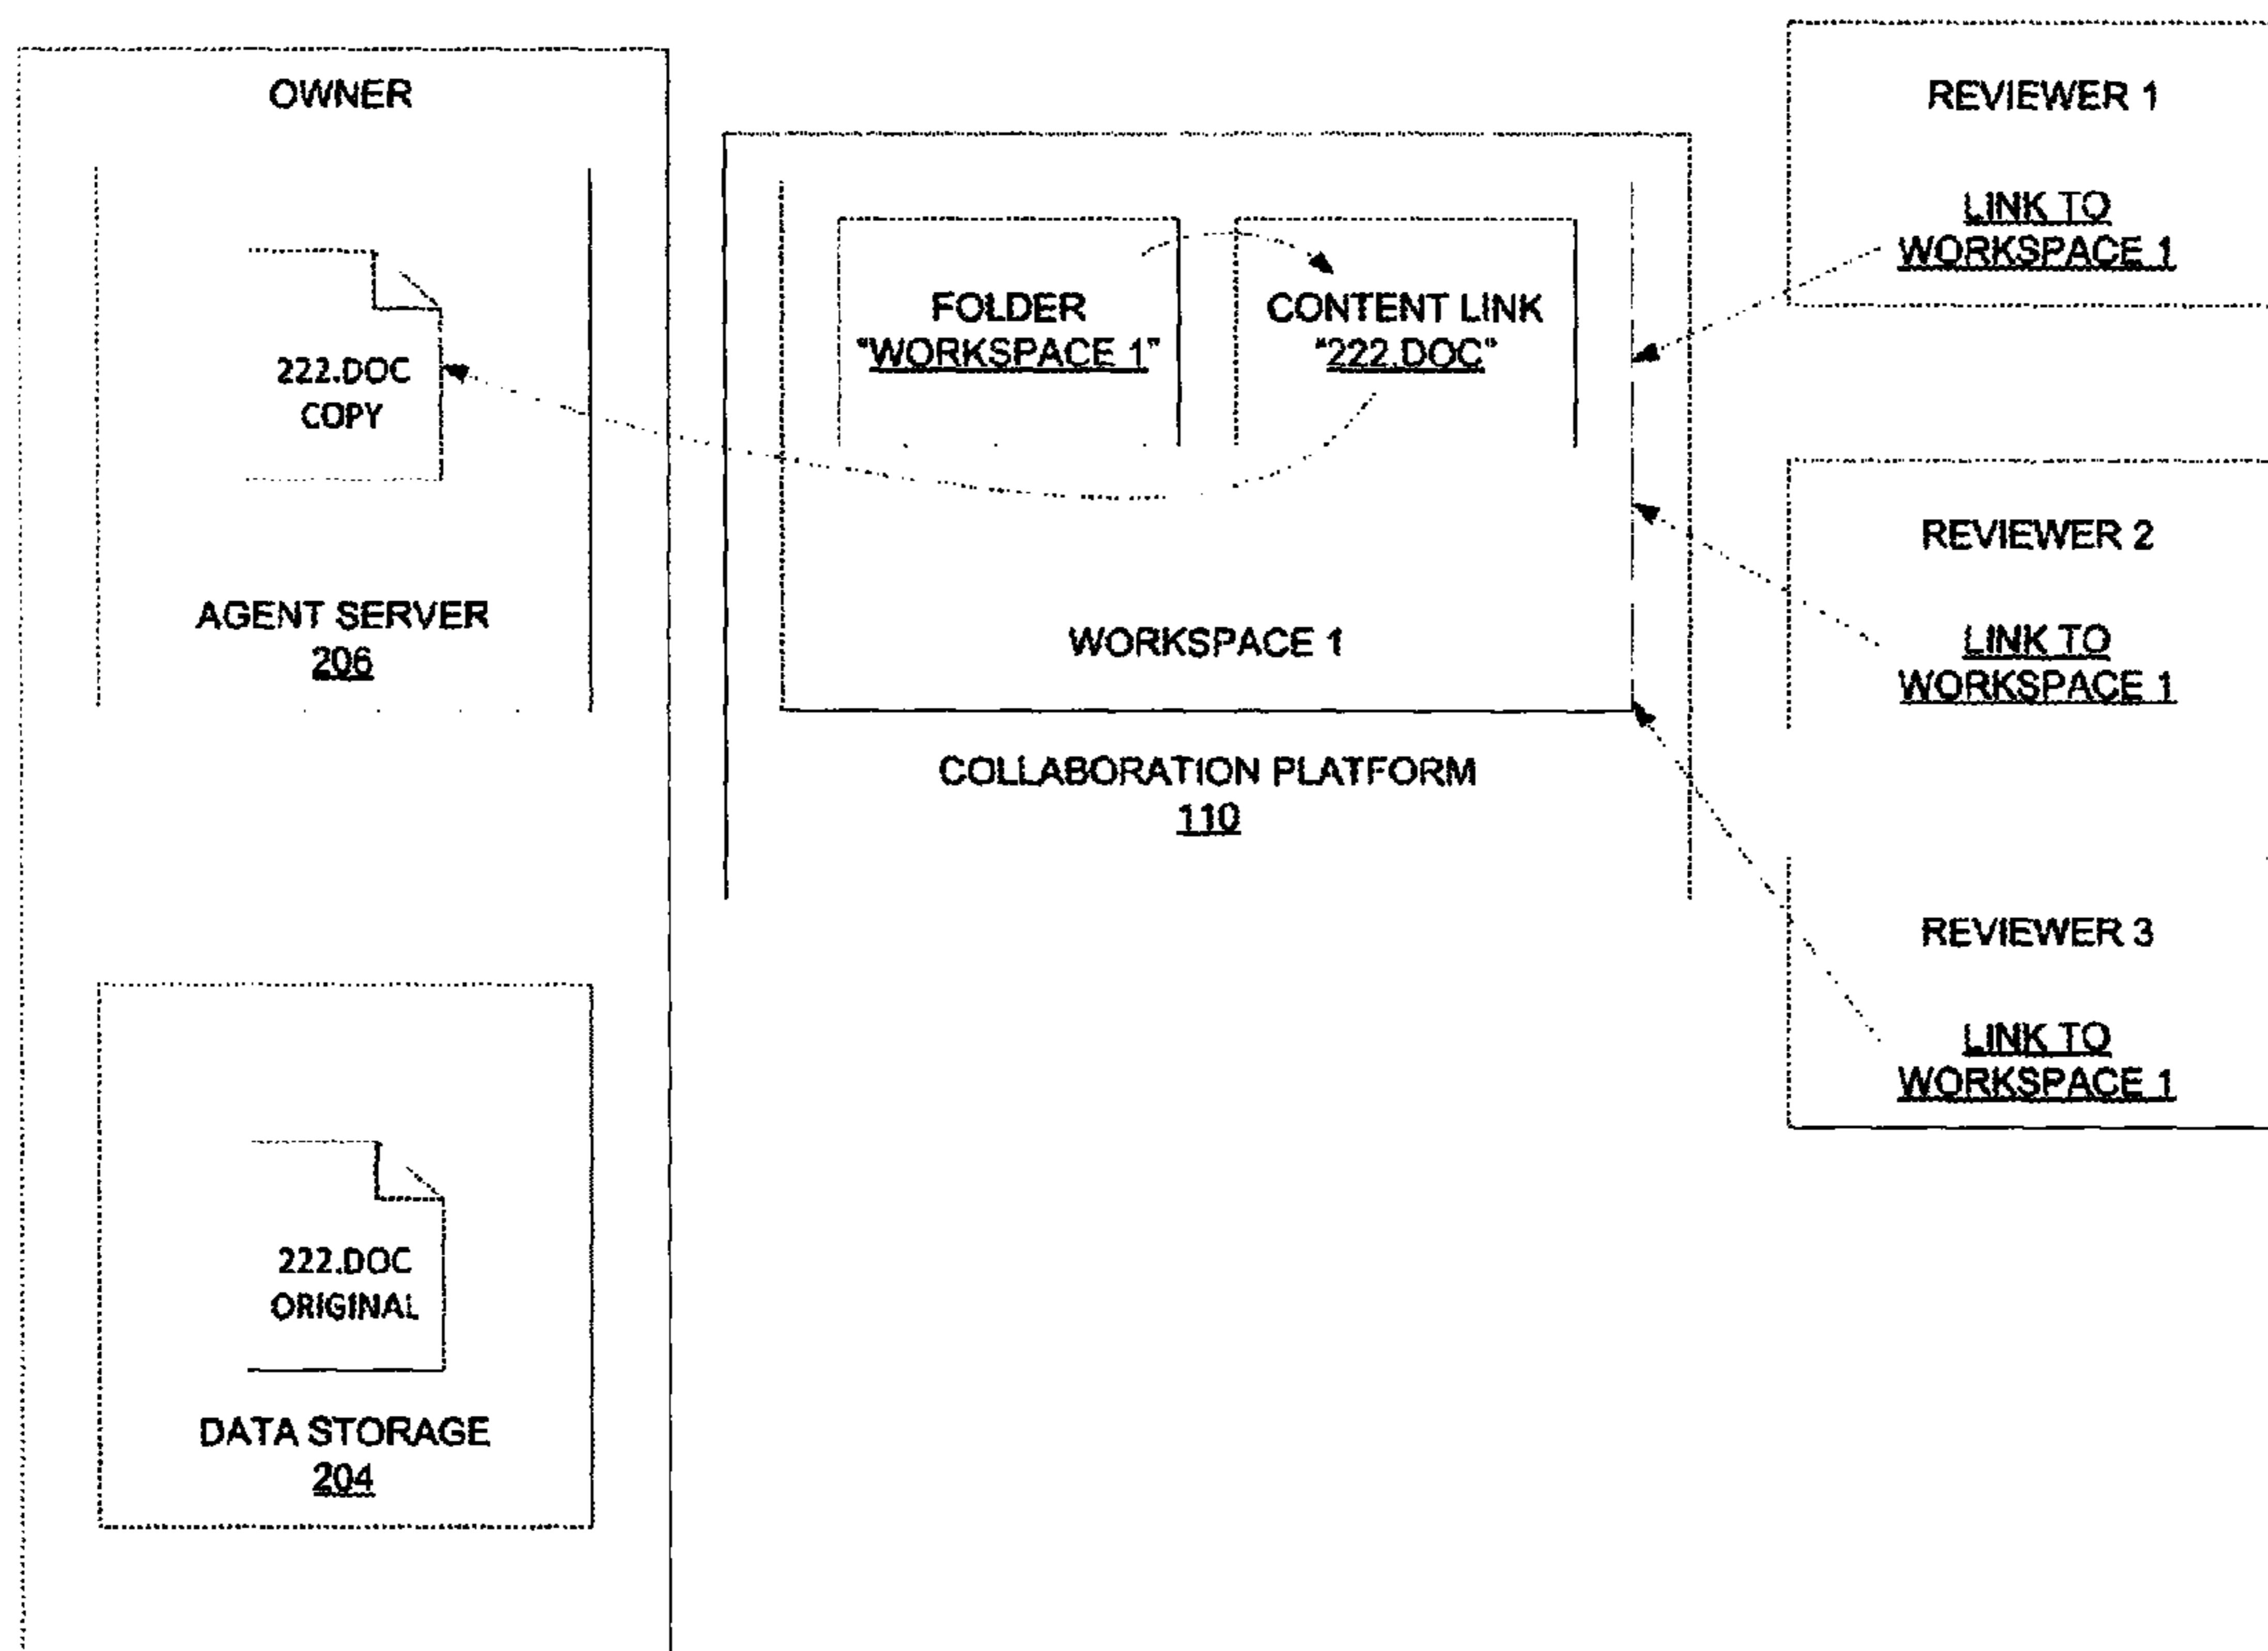 OWNER
222.DOC
COPY
AGENT SERVER
206
222.DOC
ORIGINAL
DATA STORAGE
204
FOLDER
"WORKSPACE 1"
CONTENT LINK
"222.DOC"
WORKSPACE 1
COLLABORATION PLATFORM
110
REVIEWER 1
LINK TO
WORKSPACE 1
REVIEWER 2
LINK TO
WORKSPACE 1
REVIEWER 3
LINK TO
WORKSPACE 1